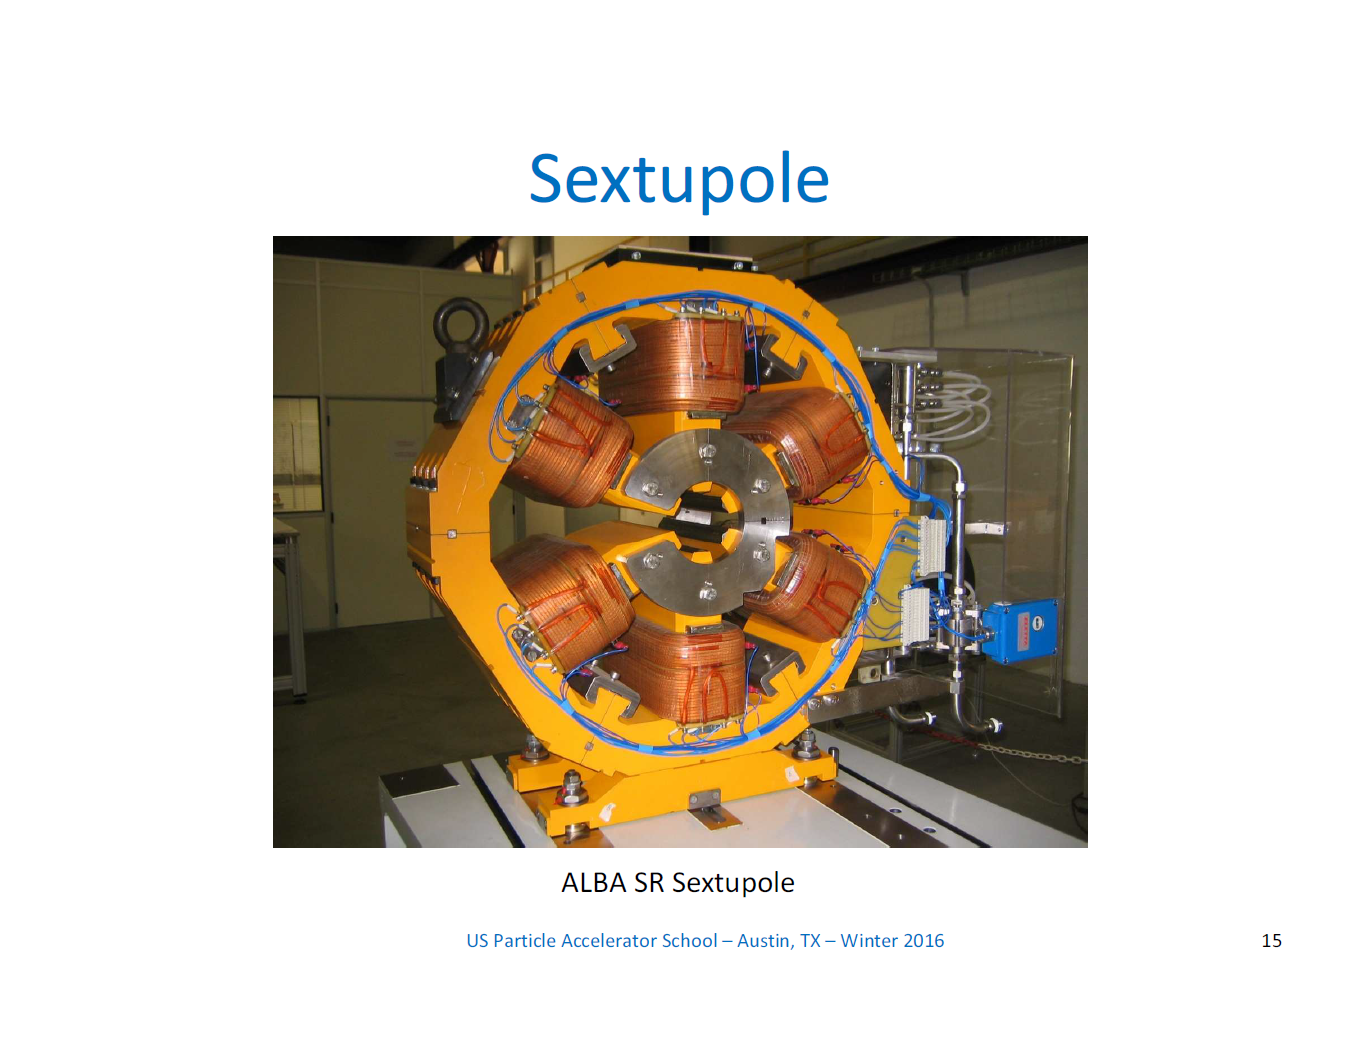 Sextupole
ALBA SR Sextupole
US Particle Accelerator School – Austin, TX – Winter 2016
15